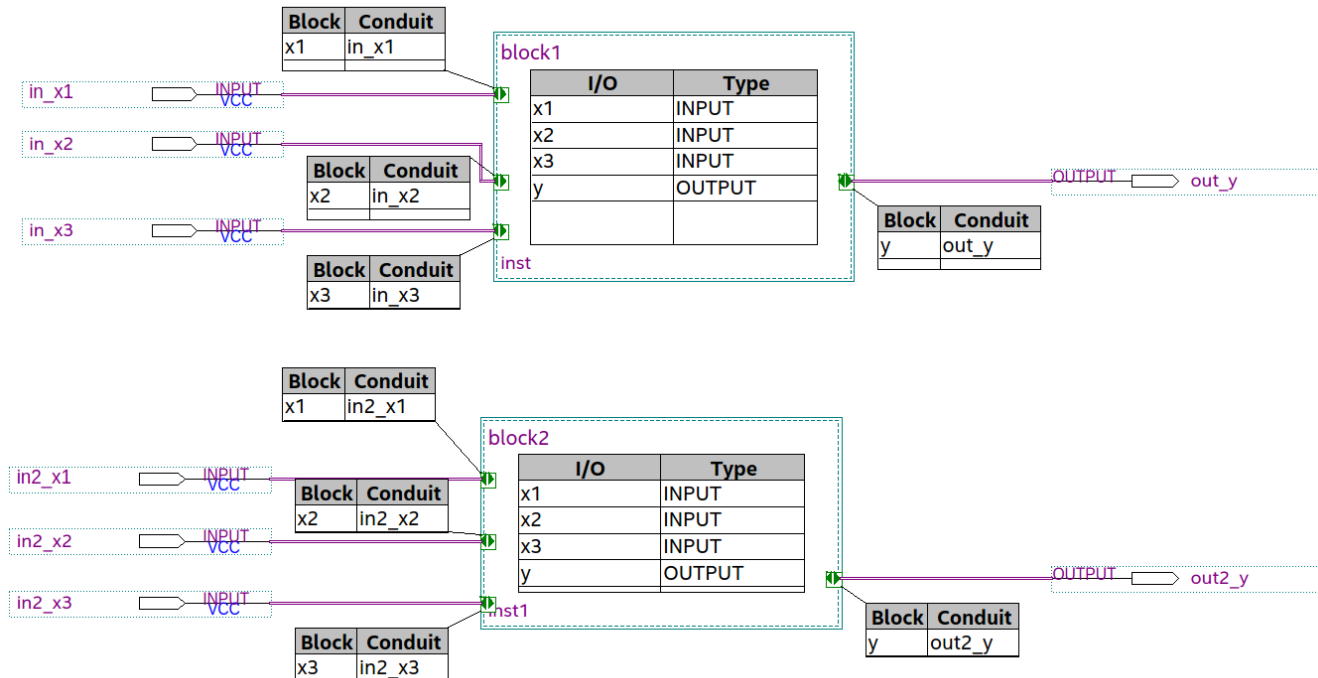 Block Conduit
x1 in_x1
block1
I/O Type
in_x1 INPUT
VCC
x1 INPUT
x2 INPUT
in_x2 INPUT
VCC
x3 INPUT
Block Conduit
x2 in_x2
y OUTPUT
OUTPUT out_y
in_x3 INPUT
VCC
Block Conduit
y out_y
inst
Block Conduit
x3 in_x3
Block Conduit
x1 in2_x1
block2
I/O Type
in2_x1 INPUT
VCC
x1 INPUT
Block Conduit
x2 in2_x2
x2 INPUT
in2_x2 INPUT
VCC
x3 INPUT
y OUTPUT
OUTPUT out2_y
in2_x3 INPUT
VCC
inst1
Block Conduit
y out2_y
Block Conduit
x3 in2_x3